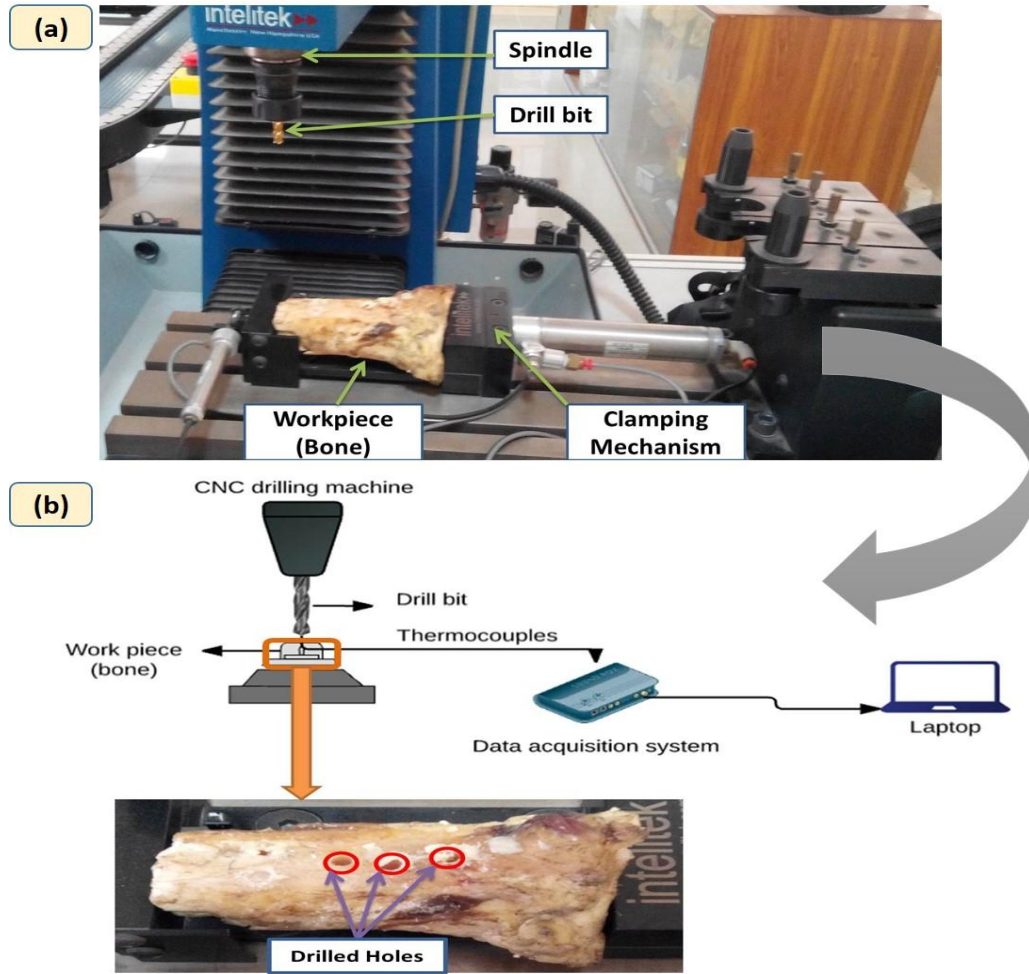 (a)
intelitek
Spindle
Drill bit
intelitek
Workpiece
(Bone)
Clamping
Mechanism
(b)
CNC drilling machine
Drill bit
Thermocouples
Work piece
(bone)
Data acquisition system
Laptop
intelitek
Drilled Holes